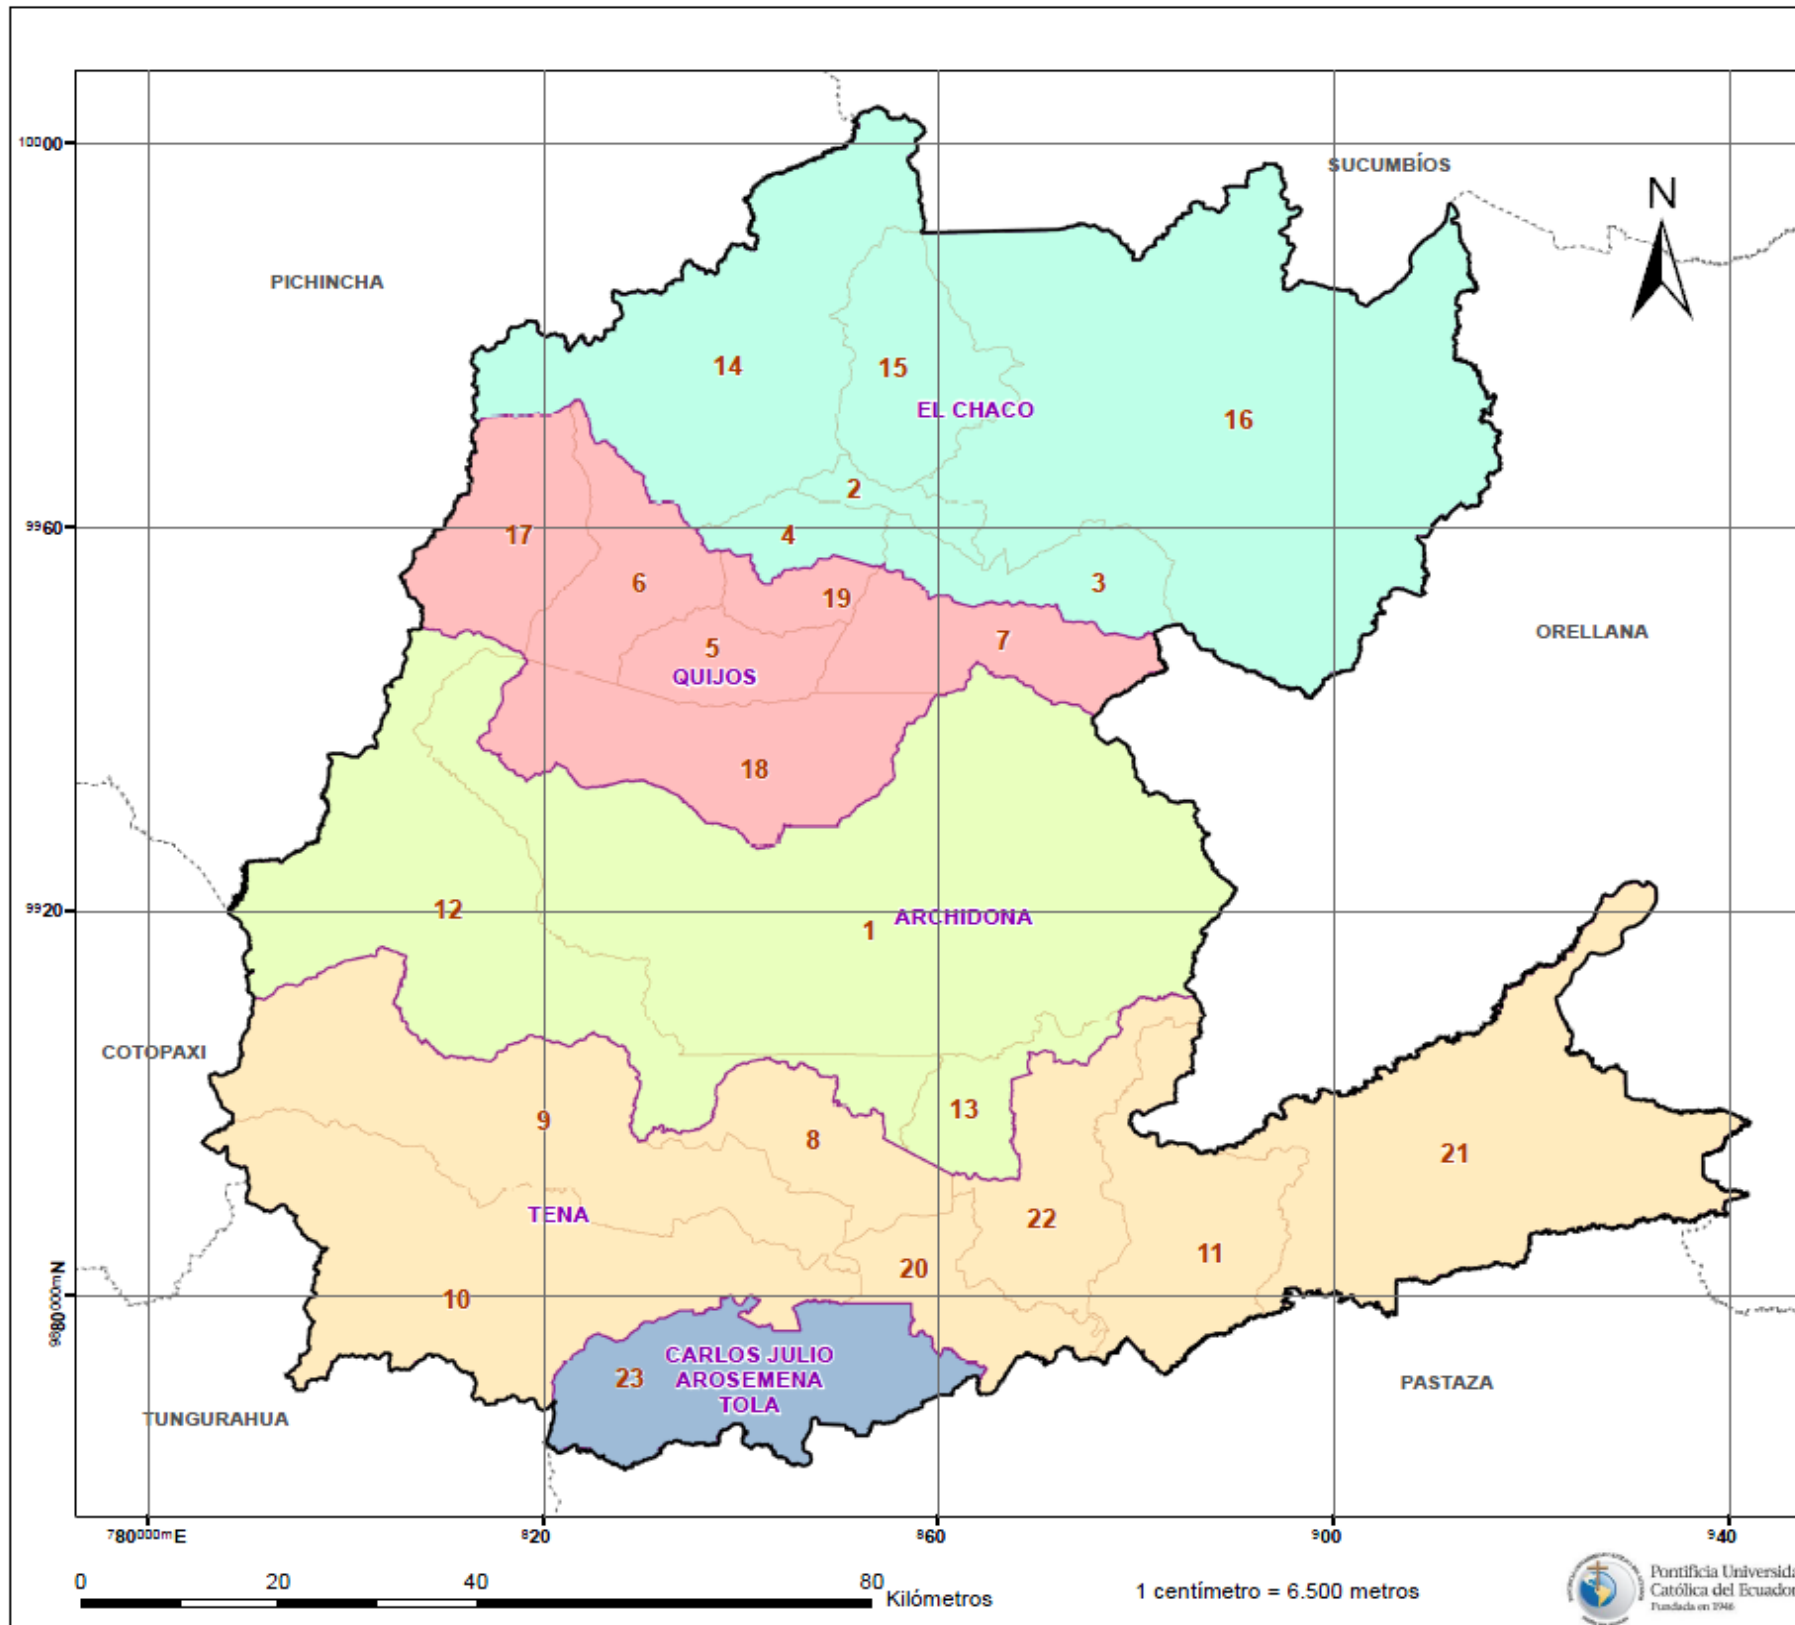 10000
SUCUMBÍOS
N
PICHINCHA
14
15
EL CHACO
16
2
9960
17
4
6
3
19
ORELLANA
5
7
QUIJOS
18
12
9920
ARCHIDONA
1
COTOPAXI
13
9
8
21
TENA
22
11
20
9880000mN
10
CARLOS JULIO
AROSEMENA
TOLA
23
PASTAZA
TUNGURAHUA
780000mE
820
860
900
940
0 20 40 80
Kilómetros
1 centímetro = 6.500 metros
Pontificia Universida
Católica del Ecuador
Fundada en 1946